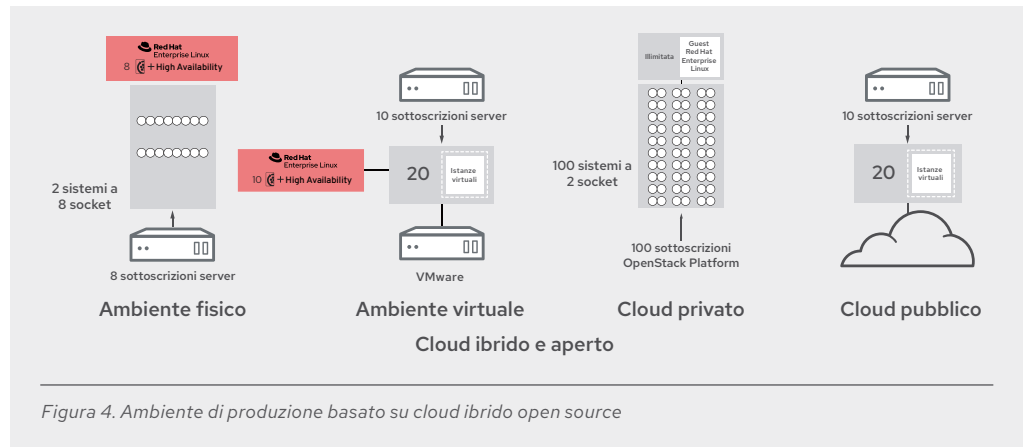 Red Hat
Enterprise Linux
8 + High Availability
2 sistemi a
8 socket
8 sottoscrizioni server
Ambiente fisico
10 sottoscrizioni server
Red Hat
Enterprise Linux
10 + High Availability
20
Istanze
virtuali
VMware
Ambiente virtuale
Illimitata
Guest
Red Hat
Enterprise
Linux
100 sistemi a
2 socket
100 sottoscrizioni
OpenStack Platform
Cloud privato
10 sottoscrizioni server
20
Istanze
virtuali
Cloud pubblico
Cloud ibrido e aperto
Figura 4. Ambiente di produzione basato su cloud ibrido open source